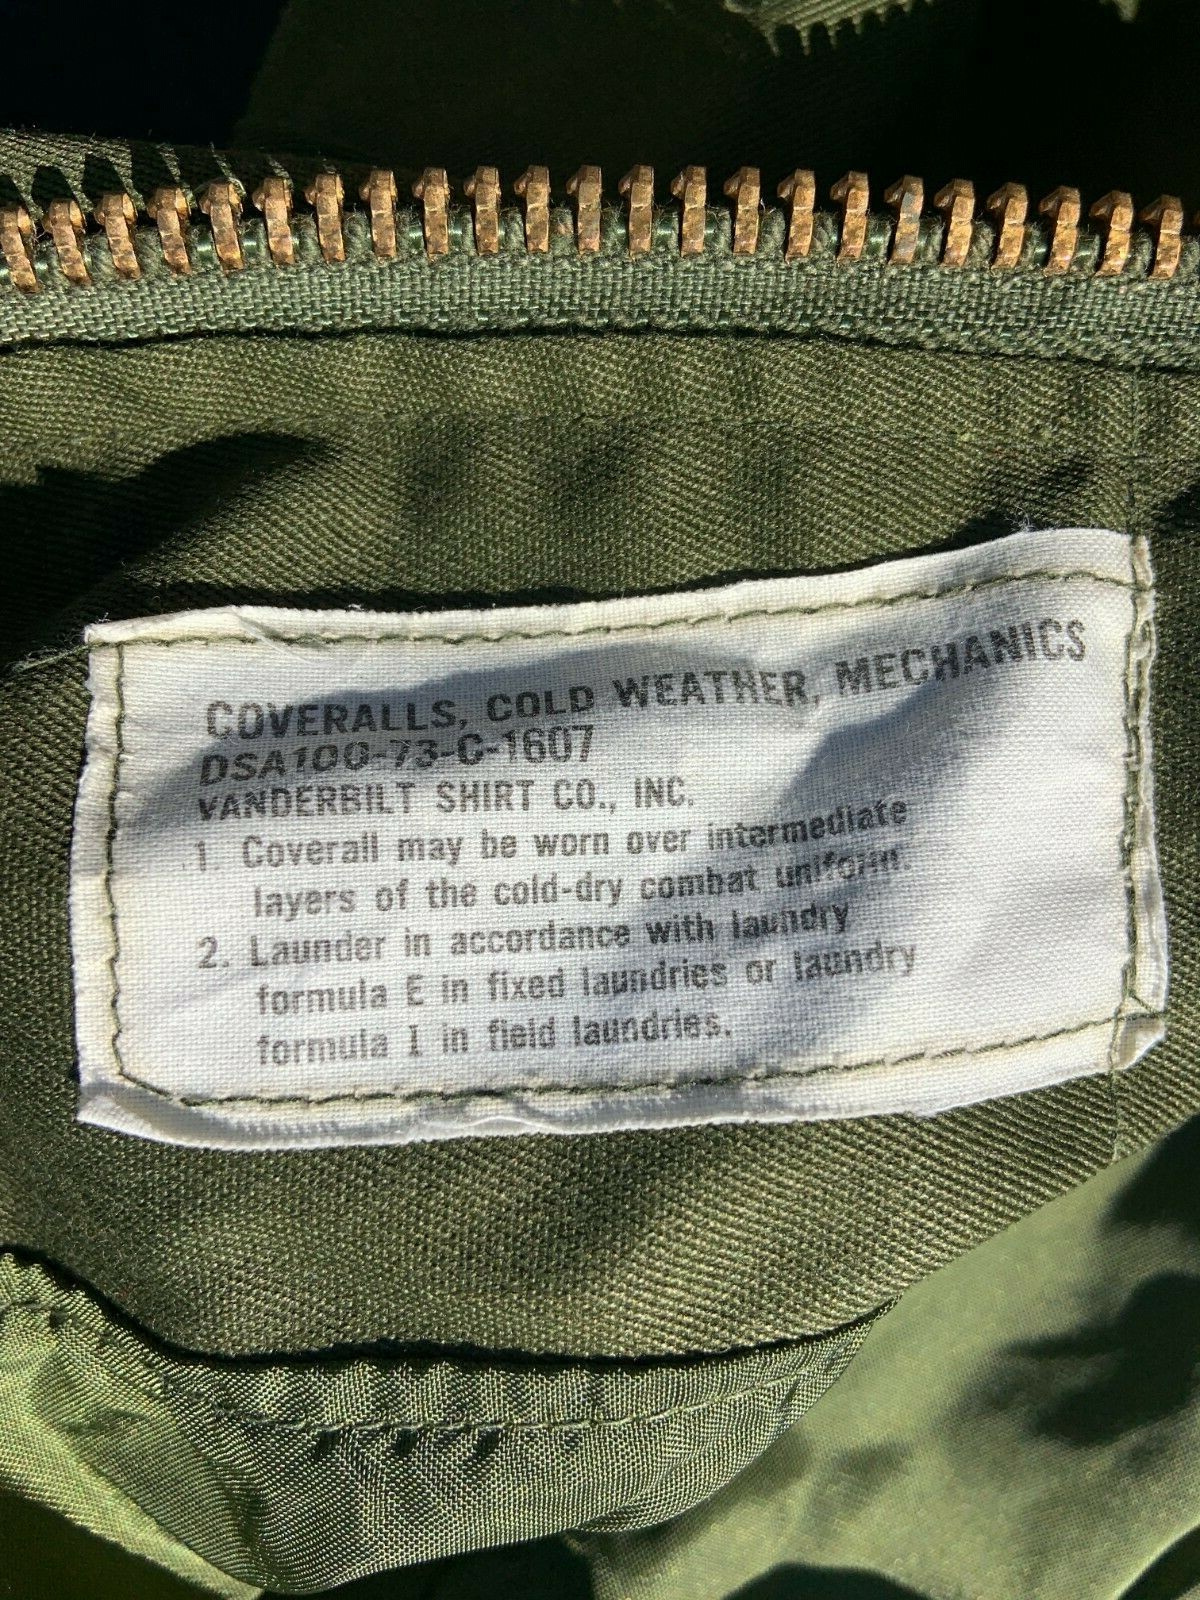 COVERALLS, COLD WEATHER, MECHANICS
DSA100-73-C-1607
VANDERBILT SHIRT CO., INC.
1. Coverall may be worn over intermediate
layers of the cold-dry combat uniform.
2. Launder in accordance with laundry
formula E in fixed laundries or laundry
formula I in field laundries.